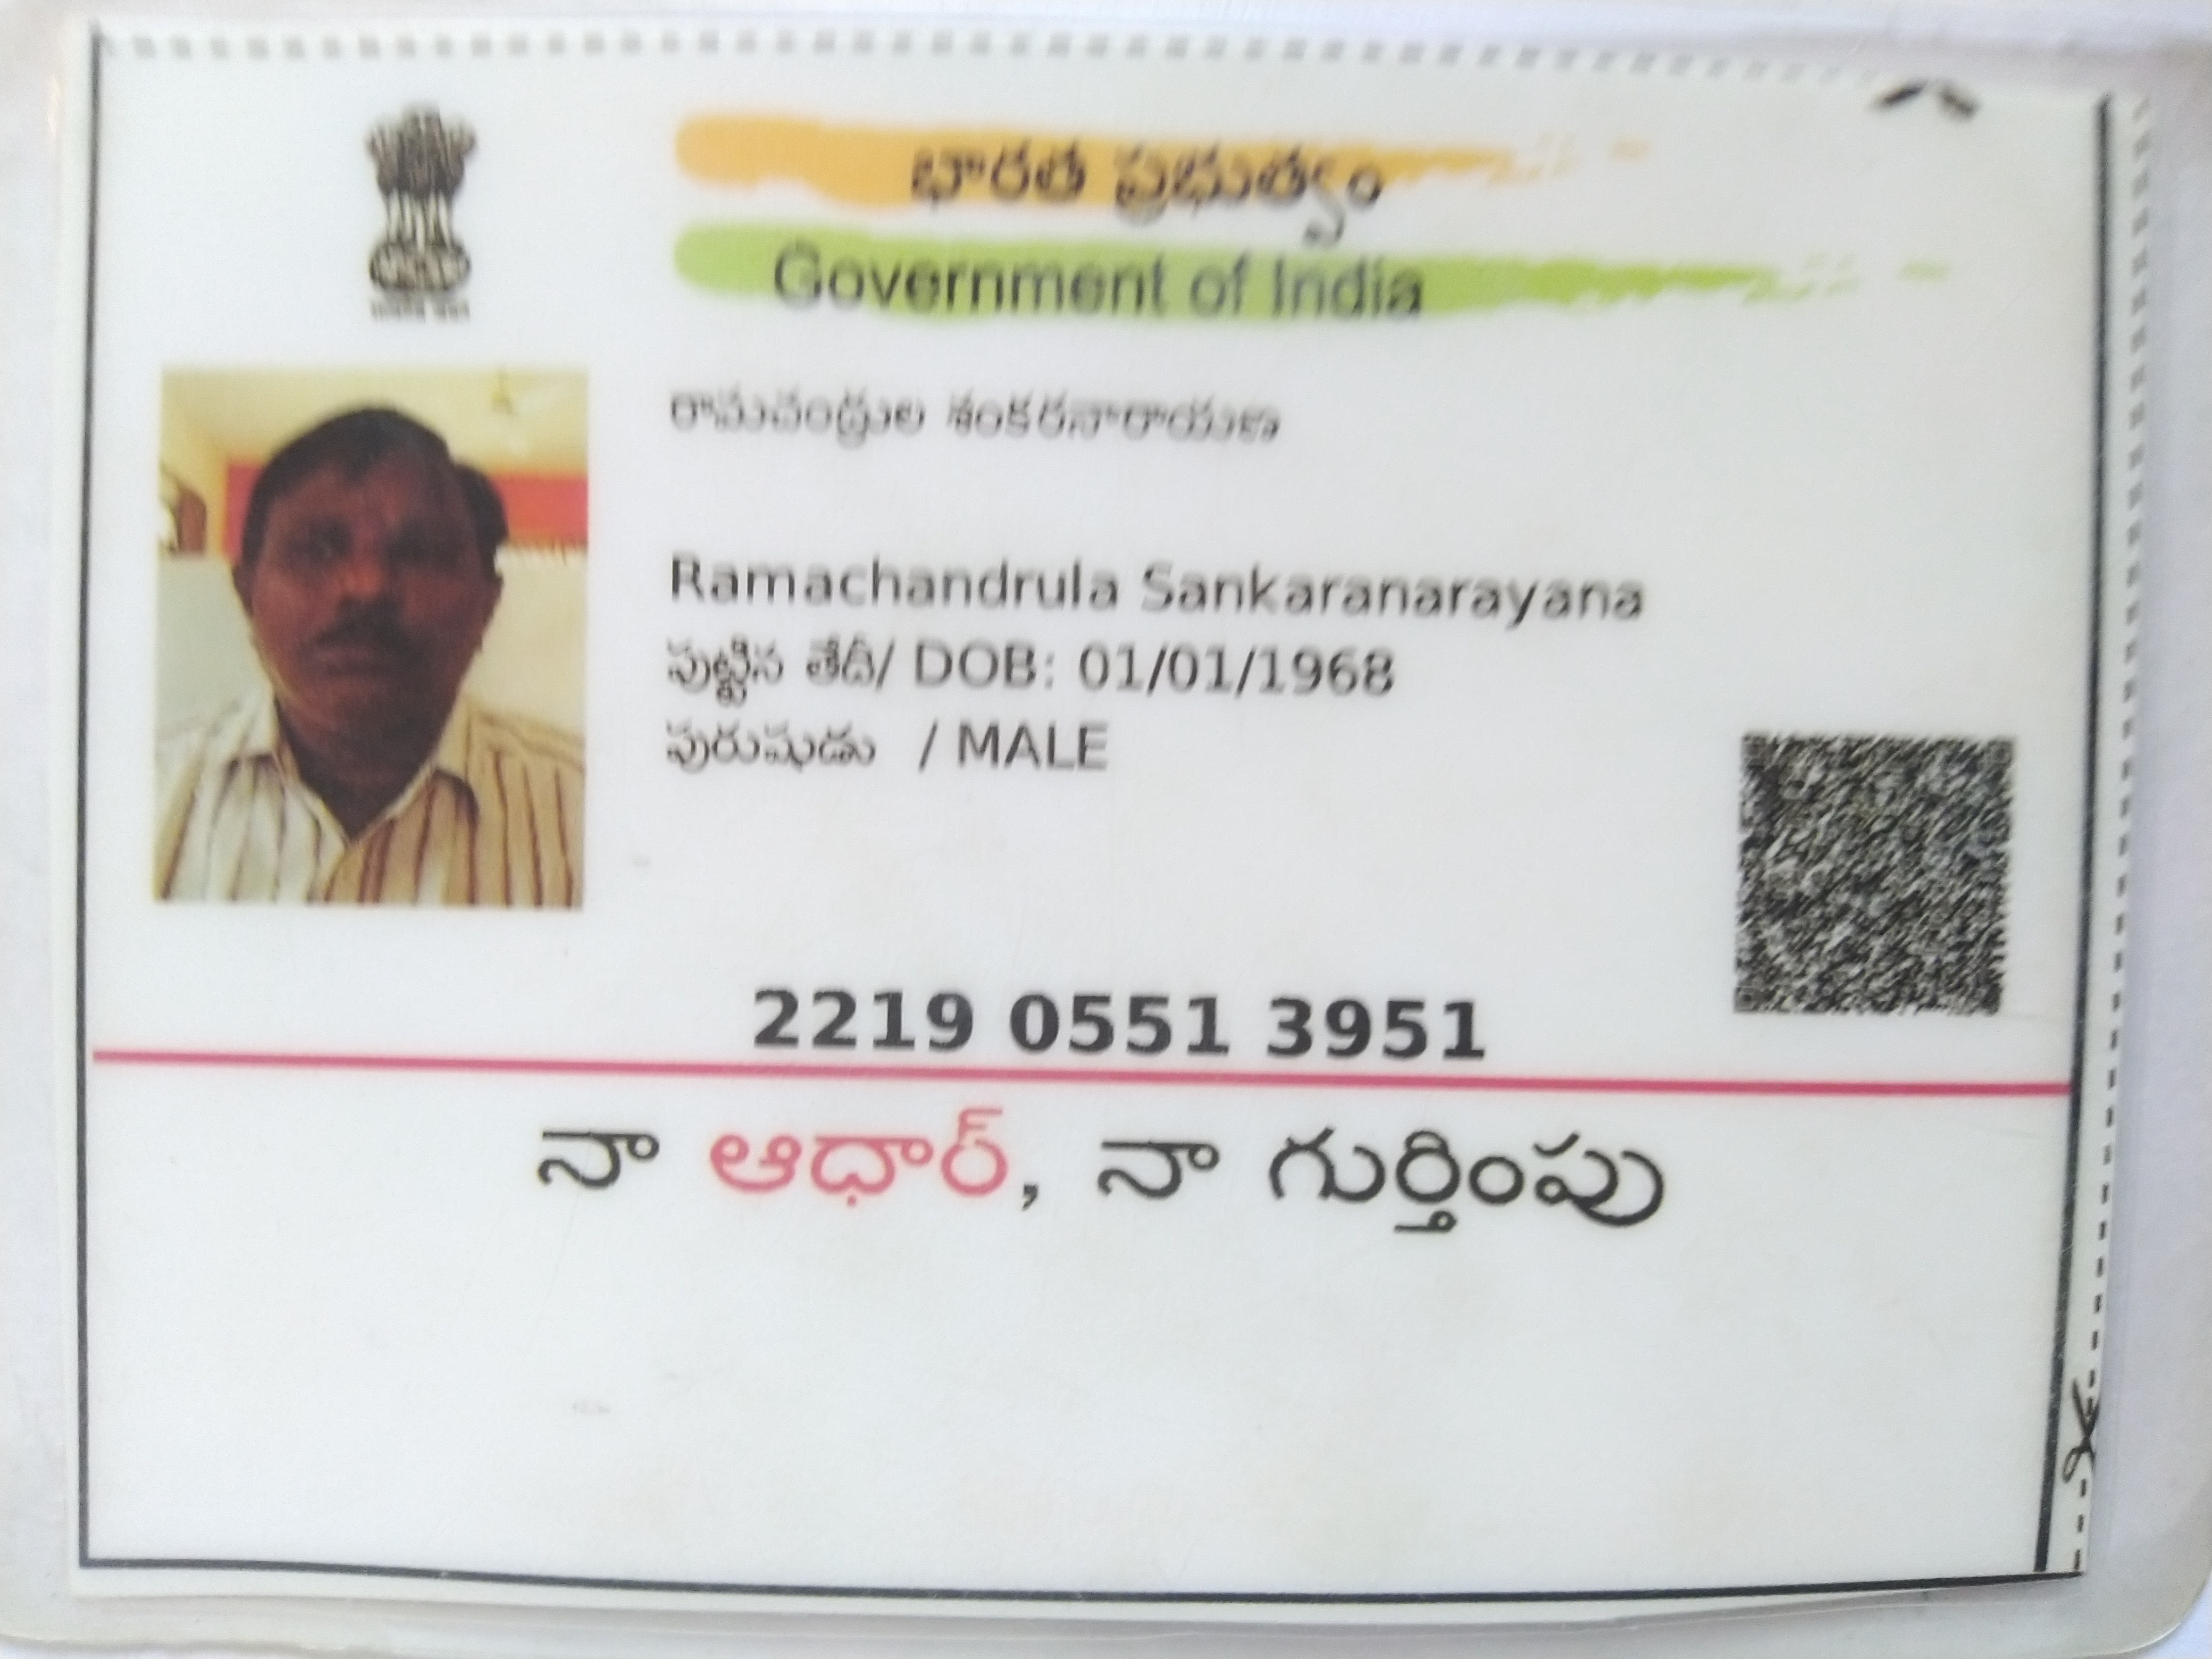 భారత ప్రభుత్వం
Government of India
రామచంద్రుల శంకరనారాయణ
Ramachandrula Sankaranarayana
పుట్టిన తేదీ/ DOB: 01/01/1968
పురుషుడు / MALE
2219 0551 3951
నా ఆధార్, నా గుర్తింపు